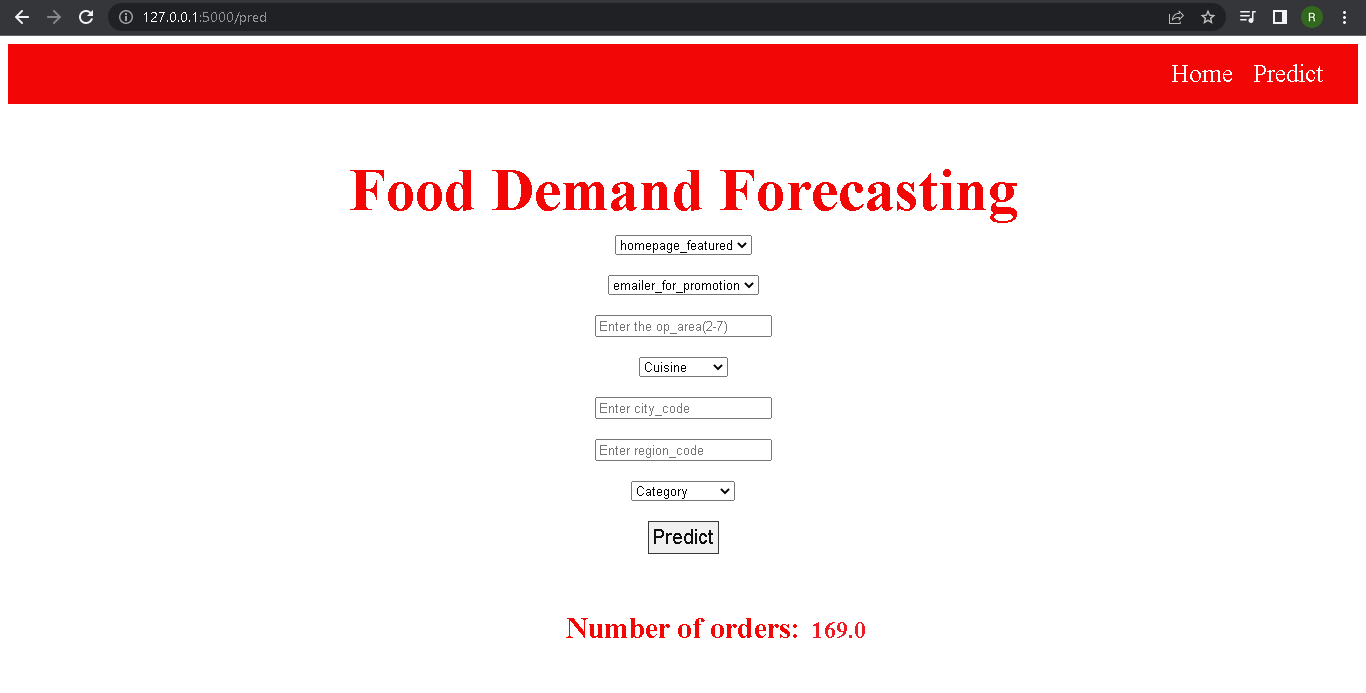 127.0.0.1:5000/pred
R
Home Predict
Food Demand Forecasting
homepage_featured
emailer_for_promotion
Enter the op_area(2-7)
Cuisine
Enter city_code
Enter region_code
Category
Predict
Number of orders: 169.0